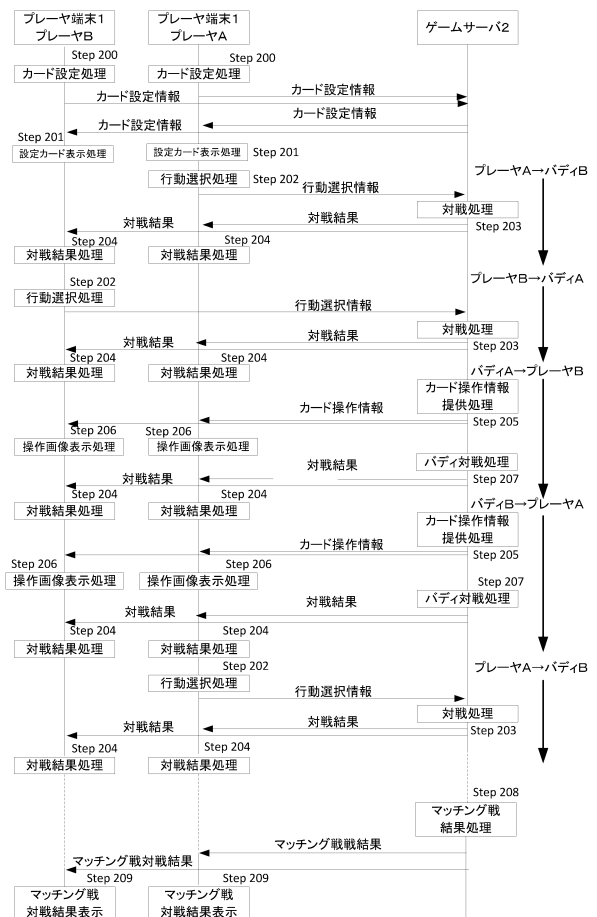 プレーヤ端末1
プレーヤB
プレーヤ端末1
プレーヤA
ゲームサーバ2
Step 200
Step 200
カード設定処理
カード設定処理
カード設定情報
カード設定情報
カード設定情報
カード設定情報
Step 201
設定カード表示処理
設定カード表示処理
Step 201
行動選択処理
Step 202
プレーヤA→バディB
行動選択情報
対戦処理
対戦結果
対戦結果
Step 203
Step 204
Step 204
対戦結果処理
対戦結果処理
プレーヤB→バディA
Step 202
行動選択処理
行動選択情報
対戦処理
対戦結果
対戦結果
Step 203
Step 204
Step 204
対戦結果処理
対戦結果処理
バディA→プレーヤB
カード操作情報
提供処理
カード操作情報
Step 205
Step 206
Step 206
操作画像表示処理
操作画像表示処理
バディ対戦処理
対戦結果
対戦結果
Step 207
Step 204
Step 204
対戦結果処理
対戦結果処理
バディB→プレーヤA
カード操作情報
提供処理
カード操作情報
Step 205
Step 206
Step 206
操作画像表示処理
操作画像表示処理
Step 207
バディ対戦処理
対戦結果
対戦結果
Step 204
Step 204
対戦結果処理
対戦結果処理
Step 202
プレーヤA→バディB
行動選択処理
行動選択情報
対戦処理
対戦結果
対戦結果
Step 203
Step 204
Step 204
対戦結果処理
対戦結果処理
Step 208
マッチング戦
結果処理
マッチング戦戦結果
マッチング戦対戦結果
Step 209
Step 209
マッチング戦
対戦結果表示
マッチング戦
対戦結果表示